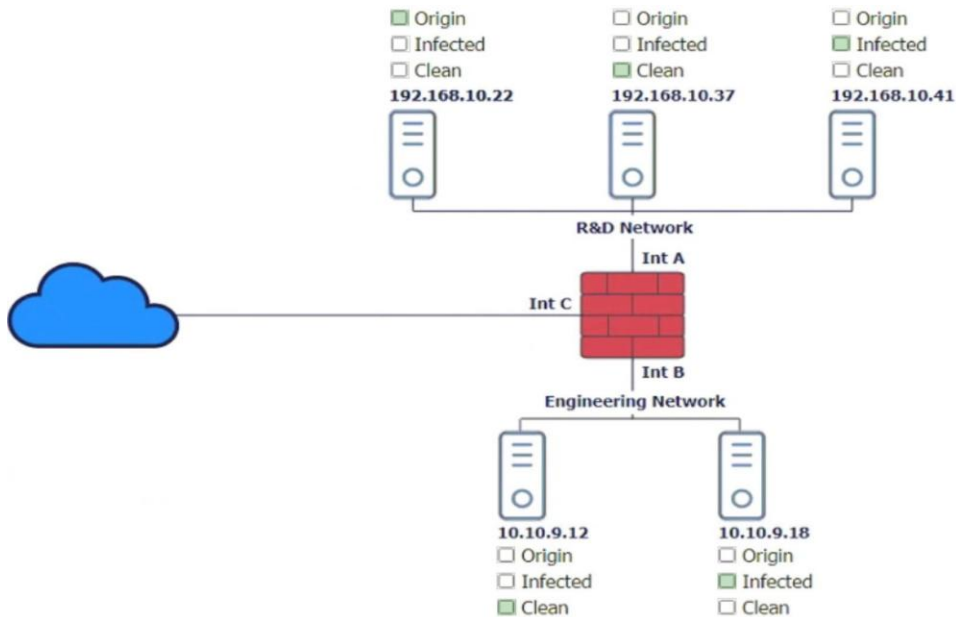 Origin
Infected
Clean
192.168.10.22
Origin
Infected
Clean
192.168.10.37
Origin
Infected
Clean
192.168.10.41
R&D Network
Int A
Int C
Int B
Engineering Network
10.10.9.12
Origin
Infected
Clean
10.10.9.18
Origin
Infected
Clean